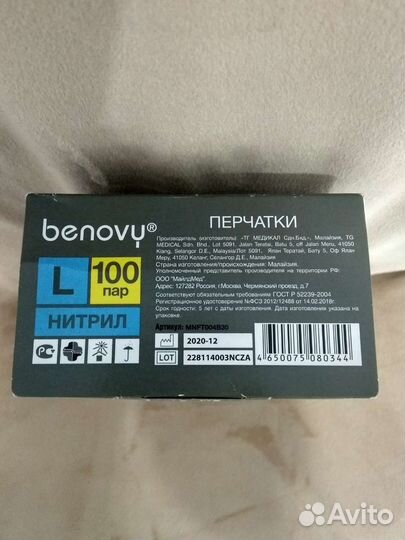 benovy®
L
100
пар
НИТРИЛ
ПЕРЧАТКИ
Производитель (изготовитель): «ТГ МЕДИКАЛ Сдн.Бхд.», Малайзия, TG
MEDICAL Sdn. Bhd., Lot 5091, Jalan Teratai, Batu 5, off Jalan Meru, 41050
Klang, Selangor D.E., Malaysia/Лот 5091, Ялан Тератай, Бату 5, Оф Ялан
Меру, 41050 Келанг, Селангор Д.Е., Малайзия.
Страна изготовления/происхождения: Малайзия.
Уполномоченный представитель производителя на территории РФ:
ООО "МайлдМед"
Адрес: 127282 Россия, г.Москва, Чермянский проезд, д.7
Соответствует обязательным требованиям ГОСТ Р 52239-2004
Регистрационное удостоверение №ФСЗ 2012/12488 от 14.02.2018г
Срок годности: 5 лет с даты изготовления. Дата изготовления указана на
упаковке.
Артикул: MNFT004B20
2020-12
LOT 228114003NCZA
4 650075 080344
Avito